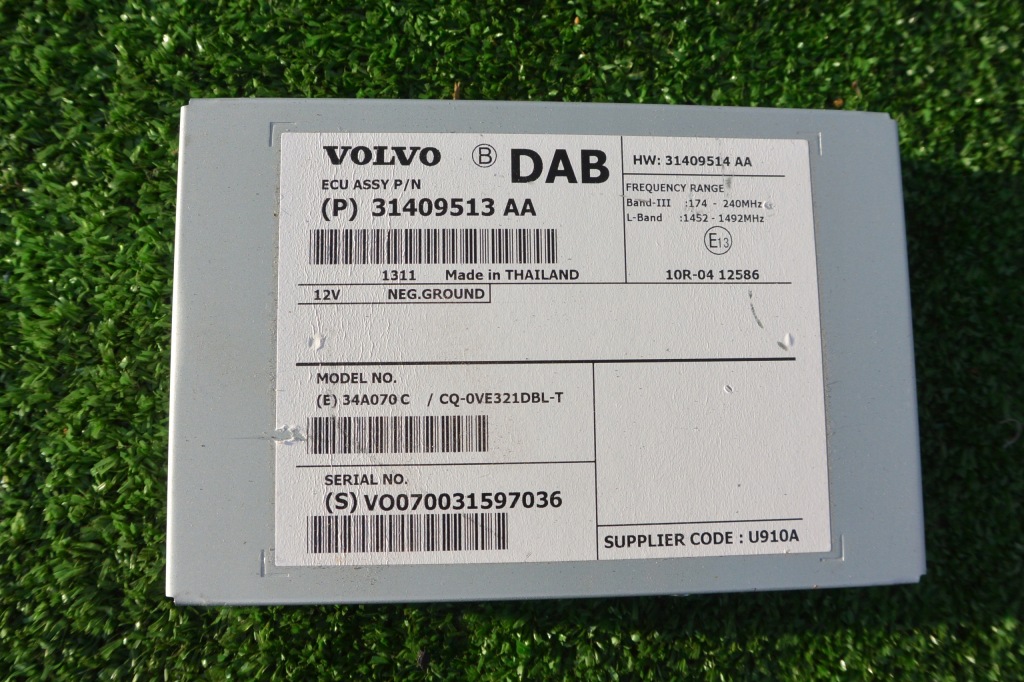 VOLVO Ⓑ DAB
ECU ASSY P/N
(P) 31409513 AA
1311 Made in THAILAND
HW: 31409514 AA
FREQUENCY RANGE
Band-III :174 - 240MHz
L-Band :1452 - 1492MHz
E13
10R-04 12586
12V NEG.GROUND
MODEL NO.
(E) 34A070 C / CQ-0VE321DBL-T
SERIAL NO.
(S) VO070031597036
SUPPLIER CODE : U910A